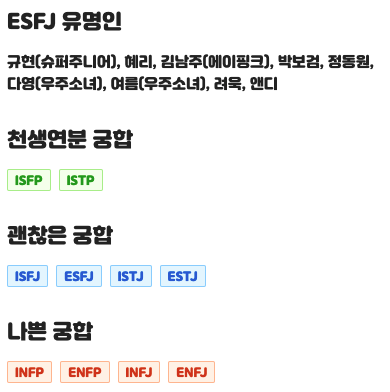 ESFJ 유명인
규현(슈퍼주니어), 혜리, 김남주(에이핑크), 박보검, 정동원,
다영(우주소녀), 여름(우주소녀), 려욱, 앤디
천생연분 궁합
ISFP ISTP
괜찮은 궁합
ISFJ ESFJ ISTJ ESTJ
나쁜 궁합
INFP ENFP INFJ ENFJ